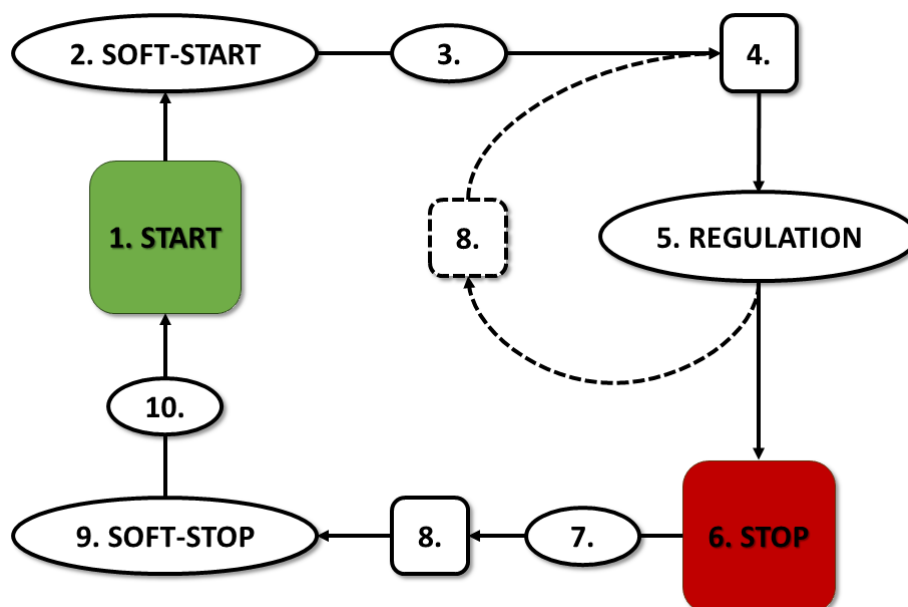 2. SOFT-START
3.
4.
1. START
8.
5. REGULATION
10.
9. SOFT-STOP
8.
7.
6. STOP